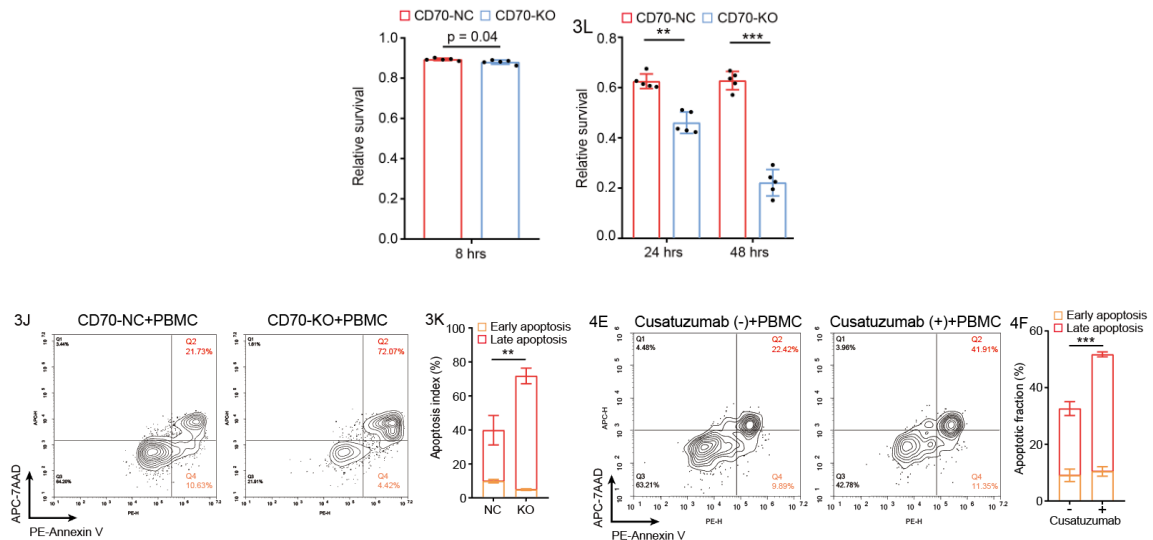 CD70-NC CD70-KO
p = 0.04
1.0
0.8
0.6
0.4
0.2
0.0
Relative survival
8 hrs
3L
CD70-NC CD70-KO
** ***
0.8
0.6
0.4
0.2
0.0
Relative survival
24 hrs 48 hrs
3J
CD70-NC+PBMC CD70-KO+PBMC
Q1
3.44%
Q2
21.73%
Q3
64.20%
Q4
10.63%
APC-H
PE-H
Q1
1.61%
Q2
72.07%
Q3
21.91%
Q4
4.42%
APC-H
PE-H
APC-7AAD
PE-Annexin V
3K
Early apoptosis
Late apoptosis
**
100
80
60
40
20
0
Apoptosis index (%)
NC KO
4E
Cusatuzumab (-)+PBMC Cusatuzumab (+)+PBMC
Q1
4.48%
Q2
22.42%
Q3
63.21%
Q4
9.89%
APC-H
PE-H
Q1
3.96%
Q2
41.91%
Q3
42.78%
Q4
11.35%
PE-H
APC-7AAD
PE-Annexin V
4F
Early apoptosis
Late apoptosis
***
60
40
20
0
Apoptotic fraction (%)
- +
Cusatuzumab